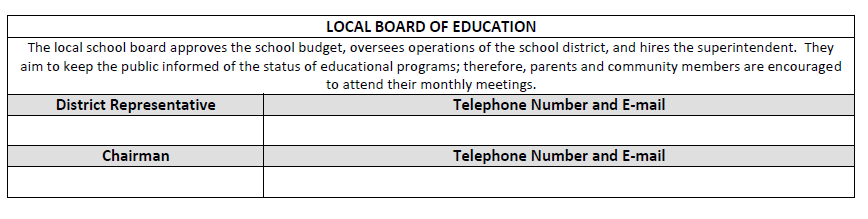 LOCAL BOARD OF EDUCATION
The local school board approves the school budget, oversees operations of the school district, and hires the superintendent.  They
aim to keep the public informed of the status of educational programs; therefore, parents and community members are encouraged
to attend their monthly meetings.
District Representative Telephone Number and E-mail
Chairman Telephone Number and E-mail